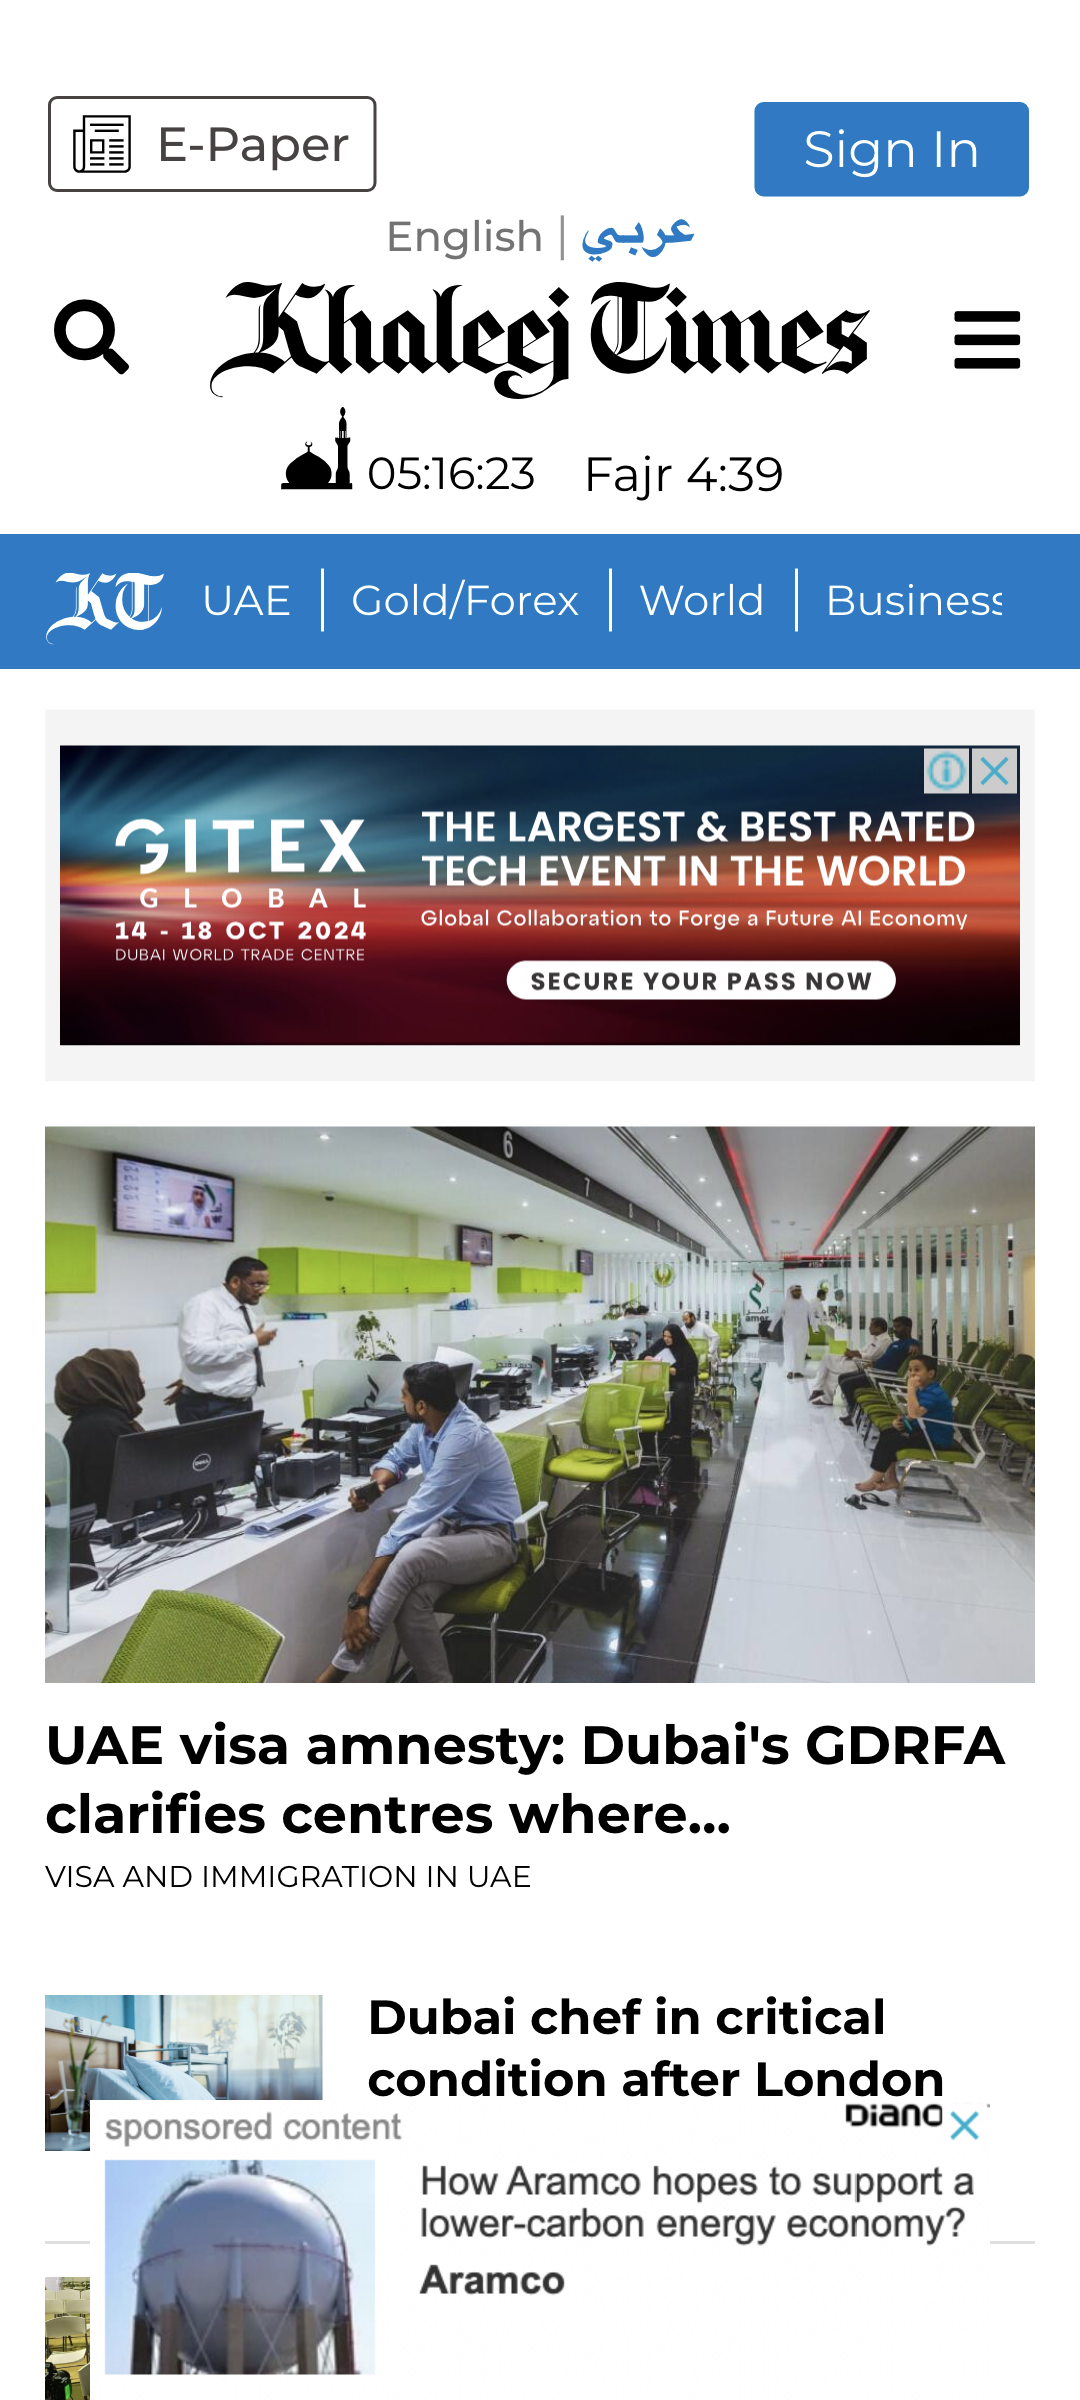 E-Paper
Sign In
English | عربي
Khaleej Times
05:16:23 Fajr 4:39
KT UAE Gold/Forex World Business
GITEX
GLOBAL
14 - 18 OCT 2024
DUBAI WORLD TRADE CENTRE
THE LARGEST & BEST RATED
TECH EVENT IN THE WORLD
Global Collaboration to Forge a Future AI Economy
SECURE YOUR PASS NOW
6
7
DELL
amer
UAE visa amnesty: Dubai's GDRFA
clarifies centres where...
VISA AND IMMIGRATION IN UAE
Dubai chef in critical
condition after London
sponsored content
How Aramco hopes to support a
lower-carbon energy economy?
Aramco